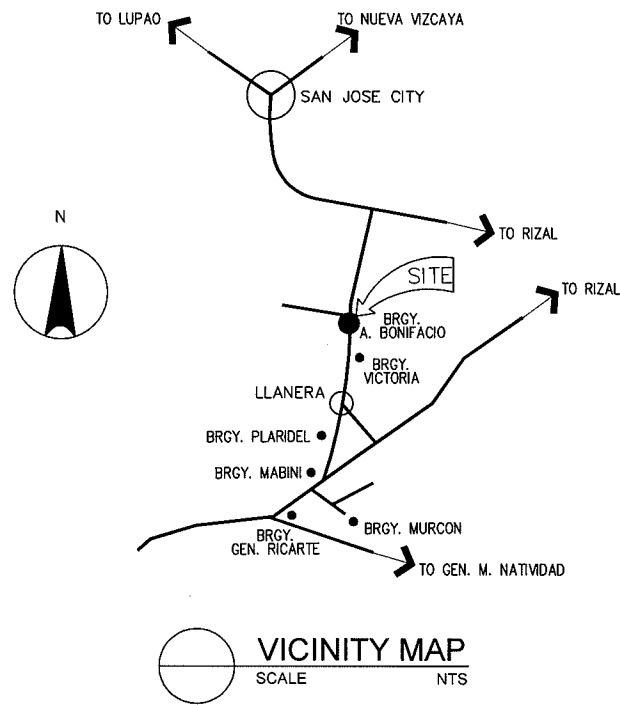 TO LUPAO
TO NUEVA VIZCAYA
SAN JOSE CITY
N
TO RIZAL
SITE
TO RIZAL
BRGY.
A. BONIFACIO
BRGY.
VICTORIA
LLANERA
BRGY. PLARIDEL
BRGY. MABINI
BRGY.
GEN. RICARTE
BRGY. MURCON
TO GEN. M. NATIVIDAD
VICINITY MAP
SCALE NTS